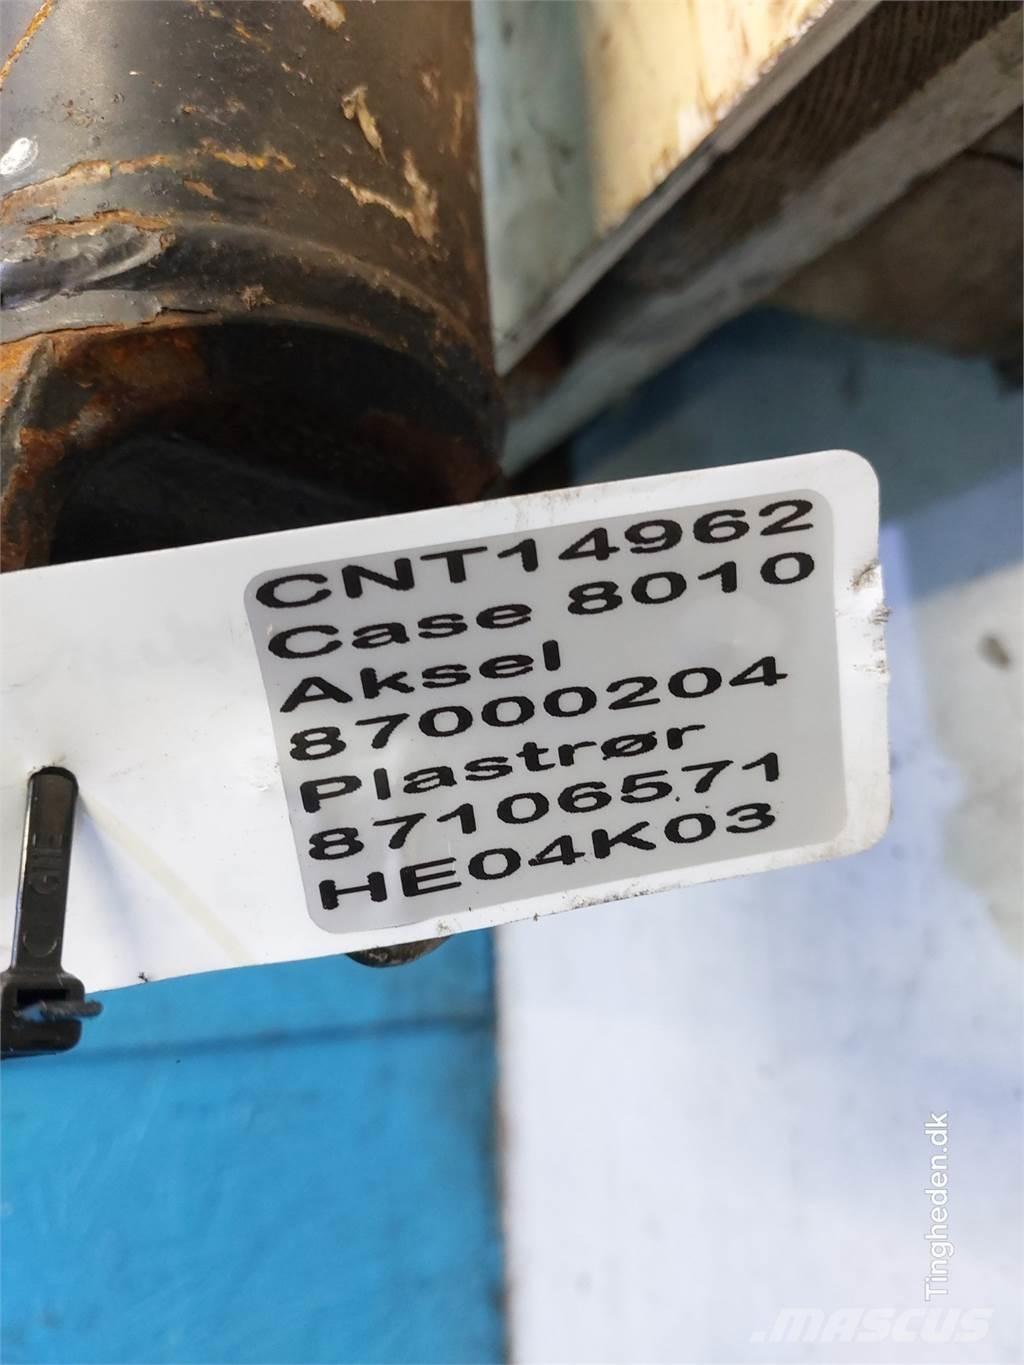 CNT14962
Case 8010
Aksel
87000204
Plastrør
87106571
HE04K03
Tingheden.dk
MASCUS